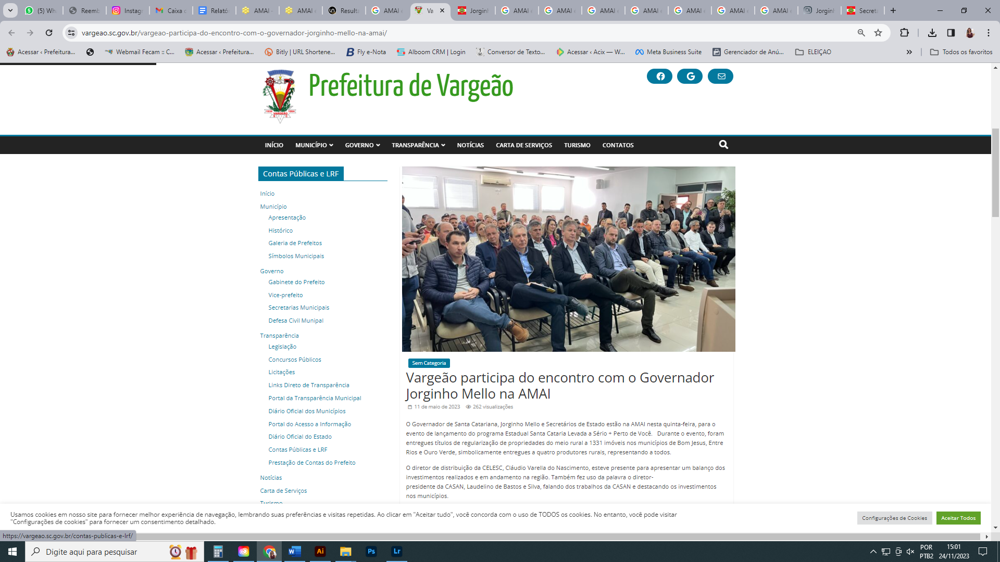 (5) Wha
Reemb
Instagr
Caixa d
Relatór
AMAI -
AMAI e
Resulta
AMAI e
Va
Jorginh
AMAI e
AMAI e
AMAI e
AMAI e
AMAI e
AMAI e
AMAI e
Jorginh
Secreta
vargeao.sc.gov.br/vargeao-participa-do-encontro-com-o-governador-jorginho-mello-na-amai/
Acessar ‹ Prefeitura...
Webmail Fecam :: C...
Acessar ‹ Prefeitura...
Bitly | URL Shortene...
Fly e-Nota
Alboom CRM | Login
Conversor de Texto...
Acessar ‹ Acix — W...
Meta Business Suite
Gerenciador de Anú...
ELEIÇAO
Todos os favoritos
Prefeitura de Vargeão
INÍCIO
MUNICÍPIO
GOVERNO
TRANSPARÊNCIA
NOTÍCIAS
CARTA DE SERVIÇOS
TURISMO
CONTATOS
Contas Públicas e LRF
Início
Município
Apresentação
Histórico
Galeria de Prefeitos
Símbolos Municipais
Governo
Gabinete do Prefeito
Vice-prefeito
Secretarias Municipais
Defesa Civil Munipal
Transparência
Legislação
Concursos Públicos
Licitações
Links Direto de Transparência
Portal da Transparência Municipal
Diário Oficial dos Municípios
Portal do Acesso a Informação
Diário Oficial do Estado
Contas Públicas e LRF
Prestação de Contas do Prefeito
Notícias
Carta de Serviços
Turismo
Sem Categoria
Vargeão participa do encontro com o Governador
Jorginho Mello na AMAI
11 de maio de 2023
262 visualizações
O Governador de Santa Catariana, Jorginho Mello e Secretários de Estado estão na AMAI nesta quinta-feira, para o
evento de lançamento do programa Estadual Santa Cataria Levada a Sério + Perto de Você. Durante o evento, foram
entregues títulos de regularização de propriedades do meio rural a 1331 imóveis nos municípios de Bom Jesus, Entre
Rios e Ouro Verde, simbolicamente entregues a quatro produtores rurais, representando a todos.
O diretor de distribuição da CELESC, Cláudio Varella do Nascimento, esteve presente para apresentar um balanço dos
investimentos realizados e em andamento na região. Também fez uso da palavra o diretor-
presidente da CASAN, Laudelino de Bastos e Silva, falando dos trabalhos da CASAN e destacando os investimentos
nos municípios.
Usamos cookies em nosso site para fornecer melhor experiência de navegação, lembrando suas preferências e visitas repetidas. Ao clicar em "Aceitar tudo", você concorda com o uso de TODOS os cookies. No entanto, você pode visitar
"Configurações de cookies" para fornecer um consentimento detalhado.
Configurações de Cookies
Aceitar Todos
https://vargeao.sc.gov.br/contas-publicas-e-lrf/
Digite aqui para pesquisar
POR
PTB2
15:01
24/11/2023